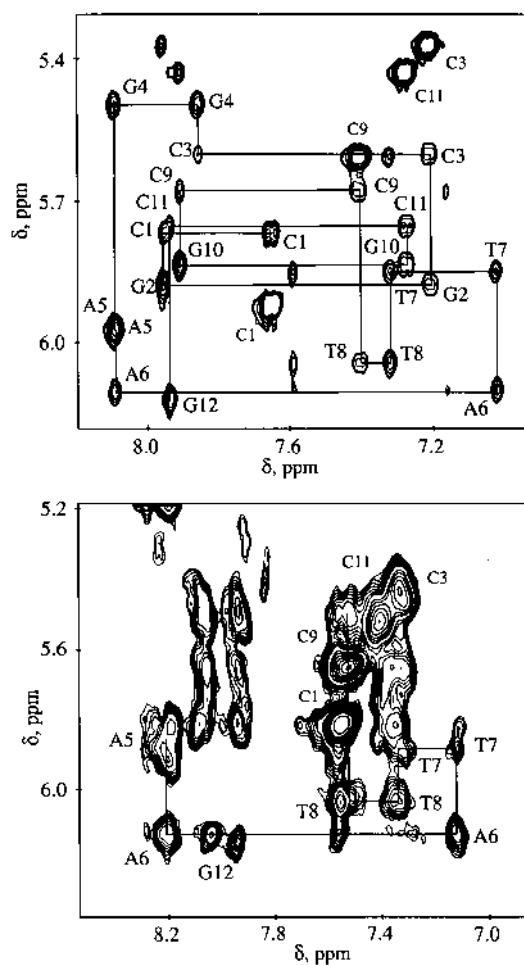 5.4
5.7
6.0
δ, ppm
G4 G4
C3
C11
C3 C9 C3
C9 C9
C11 C11
C1 C1
G10 T7
G2 T7 G2
A5 A5
C1
T8 T8
A6
G12 A6
8.0 7.6 7.2
δ, ppm
5.2
5.6
6.0
δ, ppm
C11 C3
C9
C1
A5 T7 T7
T8 T8
A6 G12 A6
8.2 7.8 7.4 7.0
δ, ppm